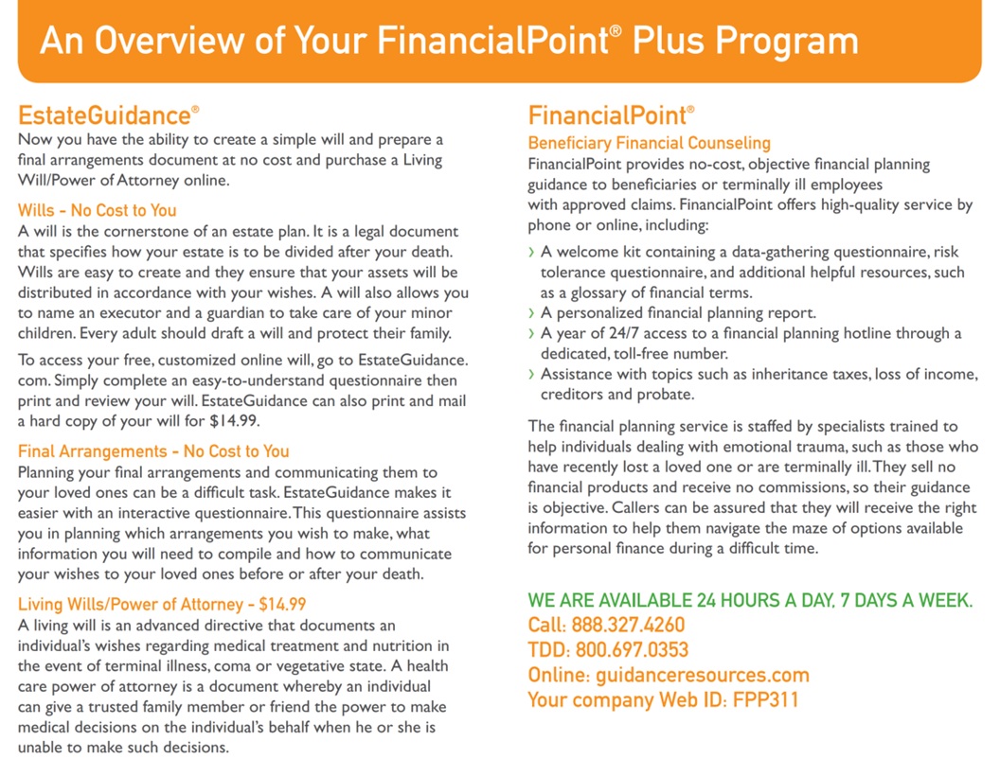 An Overview of Your FinancialPoint® Plus Program
EstateGuidance®
Now you have the ability to create a simple will and prepare a
final arrangements document at no cost and purchase a Living
Will/Power of Attorney online.
Wills - No Cost to You
A will is the cornerstone of an estate plan. It is a legal document
that specifies how your estate is to be divided after your death.
Wills are easy to create and they ensure that your assets will be
distributed in accordance with your wishes. A will also allows you
to name an executor and a guardian to take care of your minor
children. Every adult should draft a will and protect their family.
To access your free, customized online will, go to EstateGuidance.
com. Simply complete an easy-to-understand questionnaire then
print and review your will. EstateGuidance can also print and mail
a hard copy of your will for $14.99.
Final Arrangements - No Cost to You
Planning your final arrangements and communicating them to
your loved ones can be a difficult task. EstateGuidance makes it
easier with an interactive questionnaire. This questionnaire assists
you in planning which arrangements you wish to make, what
information you will need to compile and how to communicate
your wishes to your loved ones before or after your death.
Living Wills/Power of Attorney - $14.99
A living will is an advanced directive that documents an
individual's wishes regarding medical treatment and nutrition in
the event of terminal illness, coma or vegetative state. A health
care power of attorney is a document whereby an individual
can give a trusted family member or friend the power to make
medical decisions on the individual's behalf when he or she is
unable to make such decisions.
FinancialPoint®
Beneficiary Financial Counseling
FinancialPoint provides no-cost, objective financial planning
guidance to beneficiaries or terminally ill employees
with approved claims. FinancialPoint offers high-quality service by
phone or online, including:
› A welcome kit containing a data-gathering questionnaire, risk
tolerance questionnaire, and additional helpful resources, such
as a glossary of financial terms.
› A personalized financial planning report.
› A year of 24/7 access to a financial planning hotline through a
dedicated, toll-free number.
› Assistance with topics such as inheritance taxes, loss of income,
creditors and probate.
The financial planning service is staffed by specialists trained to
help individuals dealing with emotional trauma, such as those who
have recently lost a loved one or are terminally ill. They sell no
financial products and receive no commissions, so their guidance
is objective. Callers can be assured that they will receive the right
information to help them navigate the maze of options available
for personal finance during a difficult time.
WE ARE AVAILABLE 24 HOURS A DAY, 7 DAYS A WEEK.
Call: 888.327.4260
TDD: 800.697.0353
Online: guidanceresources.com
Your company Web ID: FPP311